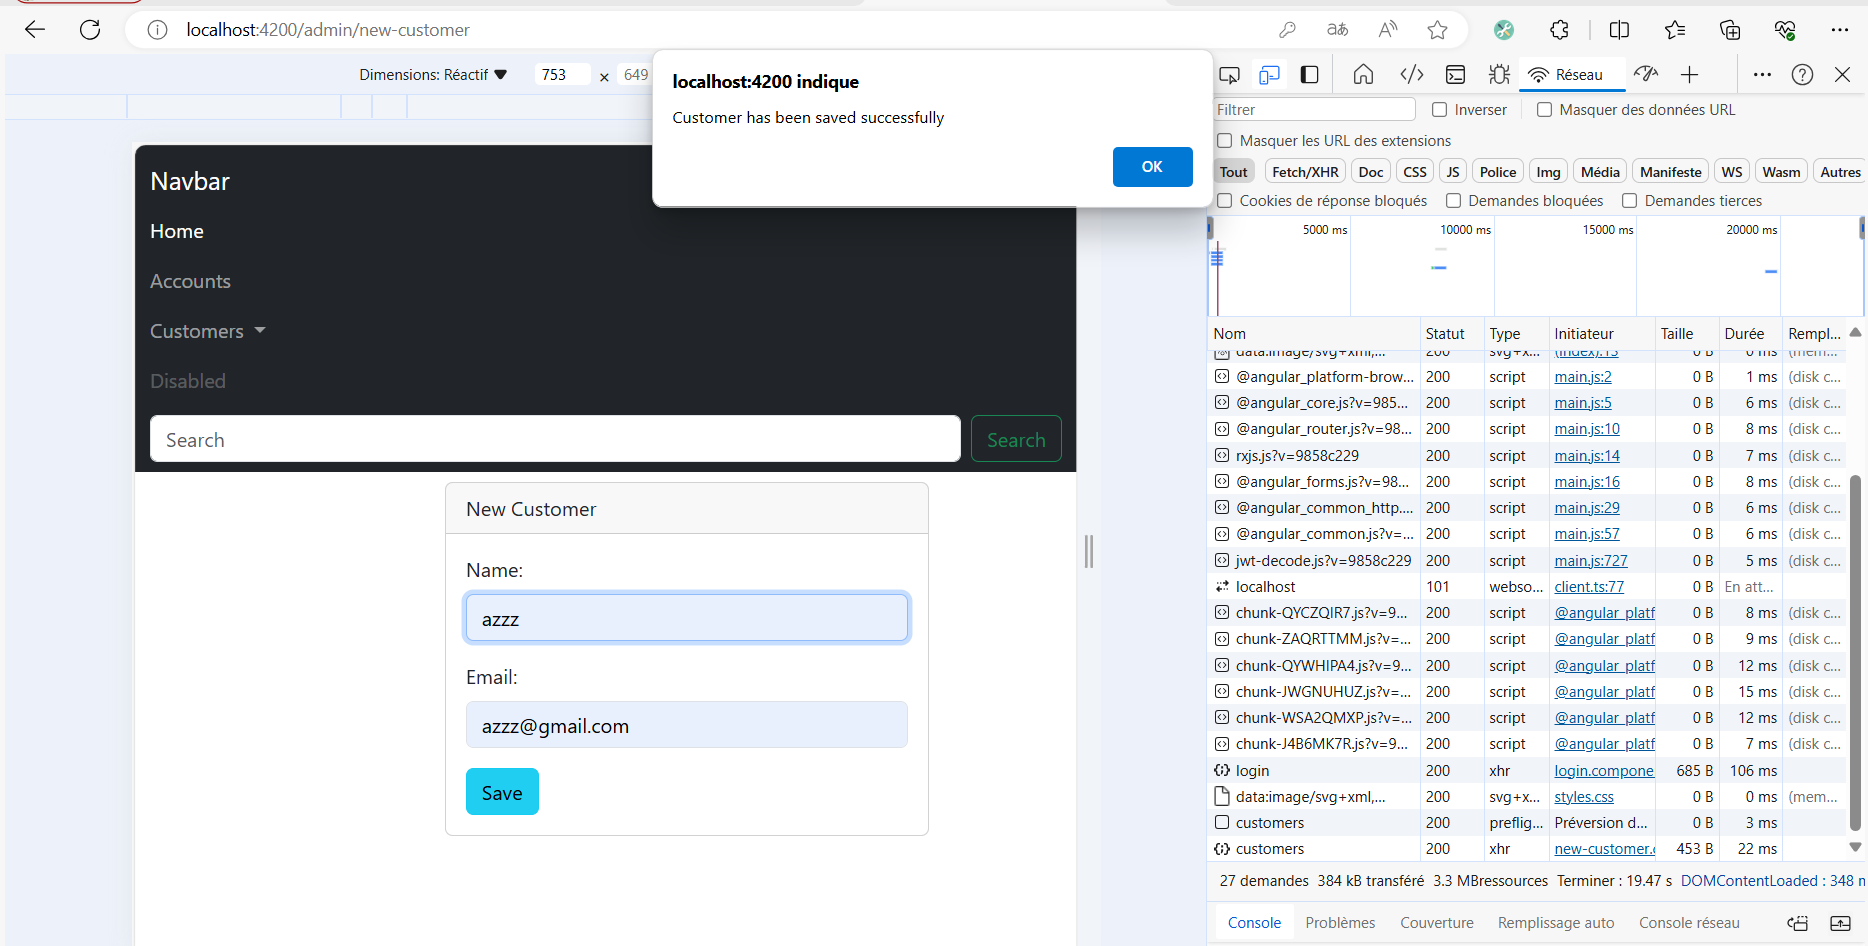 localhost:4200/admin/new-customer
Dimensions: Réactif 753 × 649
localhost:4200 indique
Customer has been saved successfully
OK
Navbar
Home
Accounts
Customers
Disabled
Search Search
New Customer
Name:
azzz
Email:
azzz@gmail.com
Save
Réseau
Filtrer Inverser Masquer des données URL
Masquer les URL des extensions
Tout Fetch/XHR Doc CSS JS Police Img Média Manifeste WS Wasm Autres
Cookies de réponse bloqués Demandes bloquées Demandes tierces
5000 ms 10000 ms 15000 ms 20000 ms
Nom Statut Type Initiateur Taille Durée Rempl...
data:image/svg+xml,... 200 svg+x... (index):13 0 B 0 ms (mem...
@angular_platform-brow... 200 script main.js:2 0 B 1 ms (disk c...
@angular_core.js?v=985... 200 script main.js:5 0 B 6 ms (disk c...
@angular_router.js?v=98... 200 script main.js:10 0 B 8 ms (disk c...
rxjs.js?v=9858c229 200 script main.js:14 0 B 7 ms (disk c...
@angular_forms.js?v=98... 200 script main.js:16 0 B 8 ms (disk c...
@angular_common_http.... 200 script main.js:29 0 B 6 ms (disk c...
@angular_common.js?v=... 200 script main.js:57 0 B 6 ms (disk c...
jwt-decode.js?v=9858c229 200 script main.js:727 0 B 5 ms (disk c...
localhost 101 webso... client.ts:77 0 B En att...
chunk-QYCZQIR7.js?v=9... 200 script @angular_platf 0 B 8 ms (disk c...
chunk-ZAQRTTMM.js?v=... 200 script @angular_platf 0 B 9 ms (disk c...
chunk-QYWHIPA4.js?v=9... 200 script @angular_platf 0 B 12 ms (disk c...
chunk-JWGNUHUZ.js?v=... 200 script @angular_platf 0 B 15 ms (disk c...
chunk-WSA2QMXP.js?v=... 200 script @angular_platf 0 B 12 ms (disk c...
chunk-J4B6MK7R.js?v=9... 200 script @angular_platf 0 B 7 ms (disk c...
login 200 xhr login.compone 685 B 106 ms
data:image/svg+xml,... 200 svg+x... styles.css 0 B 0 ms (mem...
customers 200 preflig... Préversion d... 0 B 3 ms
customers 200 xhr new-customer.c 453 B 22 ms
27 demandes 384 kB transféré 3.3 MBressources Terminer : 19.47 s DOMContentLoaded : 348 m
Console Problèmes Couverture Remplissage auto Console réseau